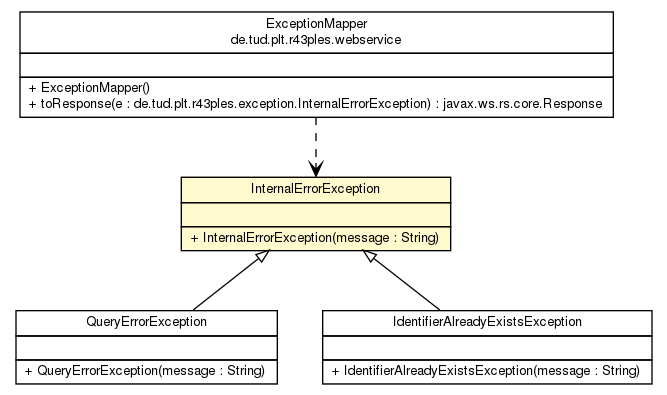 ExceptionMapper
de.tud.plt.r43ples.webservice
+ ExceptionMapper()
+ toResponse(e : de.tud.plt.r43ples.exception.InternalErrorException) : javax.ws.rs.core.Response
InternalErrorException
+ InternalErrorException(message : String)
QueryErrorException
+ QueryErrorException(message : String)
IdentifierAlreadyExistsException
+ IdentifierAlreadyExistsException(message : String)